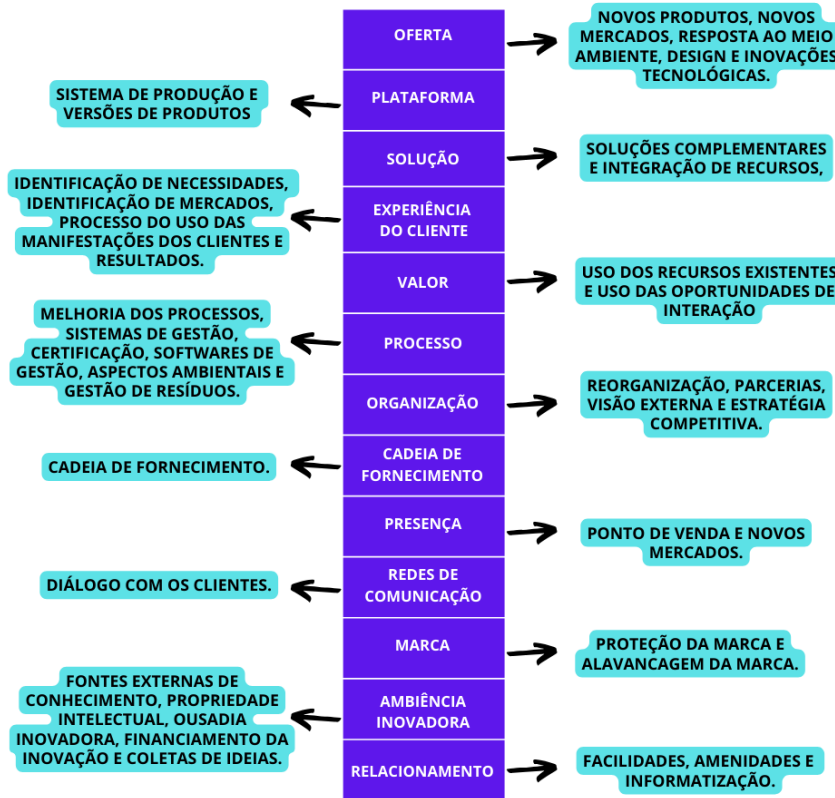 OFERTA
NOVOS PRODUTOS, NOVOS
MERCADOS, RESPOSTA AO MEIO
AMBIENTE, DESIGN E INOVAÇÕES
TECNOLÓGICAS.
PLATAFORMA
SISTEMA DE PRODUÇÃO E
VERSÕES DE PRODUTOS
SOLUÇÃO
SOLUÇÕES COMPLEMENTARES
E INTEGRAÇÃO DE RECURSOS,
EXPERIÊNCIA
DO CLIENTE
IDENTIFICAÇÃO DE NECESSIDADES,
IDENTIFICAÇÃO DE MERCADOS,
PROCESSO DO USO DAS
MANIFESTAÇÕES DOS CLIENTES E
RESULTADOS.
VALOR
USO DOS RECURSOS EXISTENTES
E USO DAS OPORTUNIDADES DE
INTERAÇÃO
PROCESSO
MELHORIA DOS PROCESSOS,
SISTEMAS DE GESTÃO,
CERTIFICAÇÃO, SOFTWARES DE
GESTÃO, ASPECTOS AMBIENTAIS E
GESTÃO DE RESÍDUOS.
ORGANIZAÇÃO
REORGANIZAÇÃO, PARCERIAS,
VISÃO EXTERNA E ESTRATÉGIA
COMPETITIVA.
CADEIA DE
FORNECIMENTO
CADEIA DE FORNECIMENTO.
PRESENÇA
PONTO DE VENDA E NOVOS
MERCADOS.
REDES DE
COMUNICAÇÃO
DIÁLOGO COM OS CLIENTES.
MARCA
PROTEÇÃO DA MARCA E
ALAVANCAGEM DA MARCA.
AMBIÊNCIA
INOVADORA
FONTES EXTERNAS DE
CONHECIMENTO, PROPRIEDADE
INTELECTUAL, OUSADIA
INOVADORA, FINANCIAMENTO DA
INOVAÇÃO E COLETAS DE IDEIAS.
RELACIONAMENTO
FACILIDADES, AMENIDADES E
INFORMATIZAÇÃO.